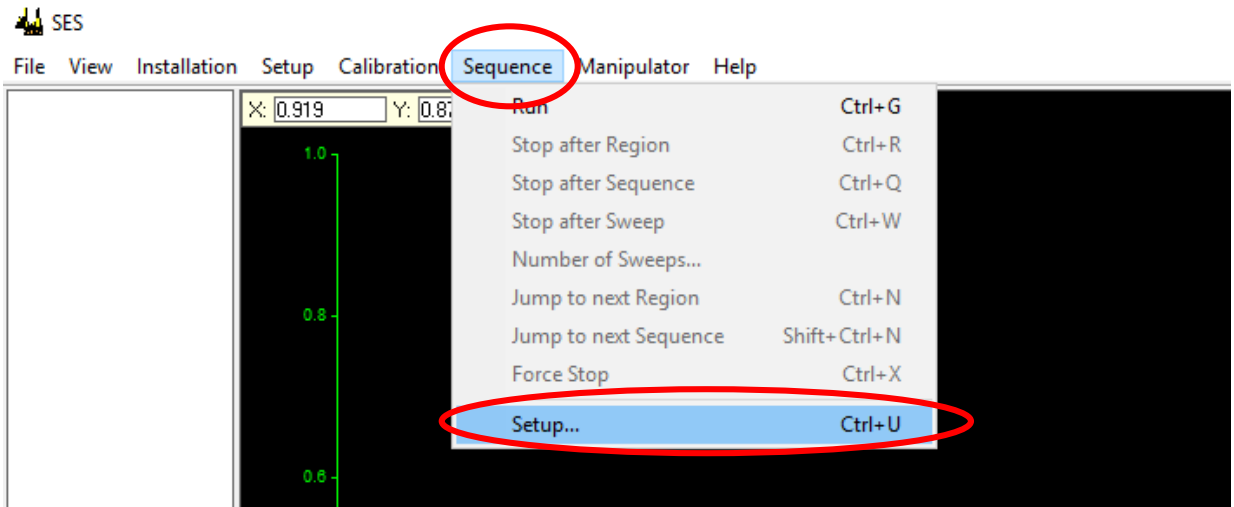 SES
File View Installation Setup Calibration Sequence Manipulator Help
X: 0.919 Y: 0.87
Run Ctrl+G
1.0
Stop after Region Ctrl+R
Stop after Sequence Ctrl+Q
Stop after Sweep Ctrl+W
Number of Sweeps...
Jump to next Region Ctrl+N
0.8
Jump to next Sequence Shift+Ctrl+N
Force Stop Ctrl+X
Setup... Ctrl+U
0.6